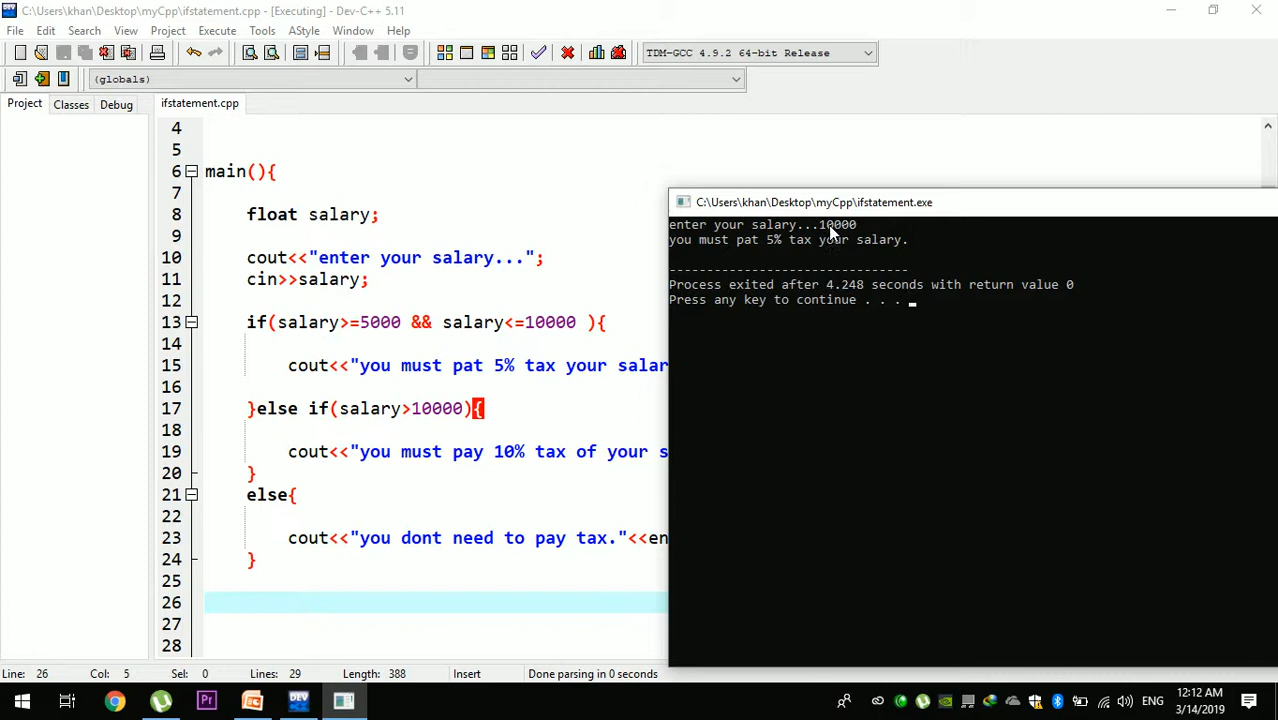 C:\Users\khan\Desktop\myCpp\ifstatement.cpp - [Executing] - Dev-C++ 5.11
File Edit Search View Project Execute Tools AStyle Window Help
TDM-GCC 4.9.2 64-bit Release
(globals)
Project Classes Debug ifstatement.cpp
4
5
6 main(){
7
8 float salary;
9
10 cout<<"enter your salary...";
11 cin>>salary;
12
13 if(salary>=5000 && salary<=10000 ){
14
15 cout<<"you must pat 5% tax your salar
16
17 }else if(salary>10000){
18
19 cout<<"you must pay 10% tax of your s
20 }
21 else{
22
23 cout<<"you dont need to pay tax."<<en
24 }
25
26
27
28
C:\Users\khan\Desktop\myCpp\ifstatement.exe
enter your salary...10000
you must pat 5% tax your salary.
--------------------------------
Process exited after 4.248 seconds with return value 0
Press any key to continue . . . _
Line: 26 Col: 5 Sel: 0 Lines: 29 Length: 388 Insert Done parsing in 0 seconds
DEV
Pr
ENG
12:12 AM
3/14/2019